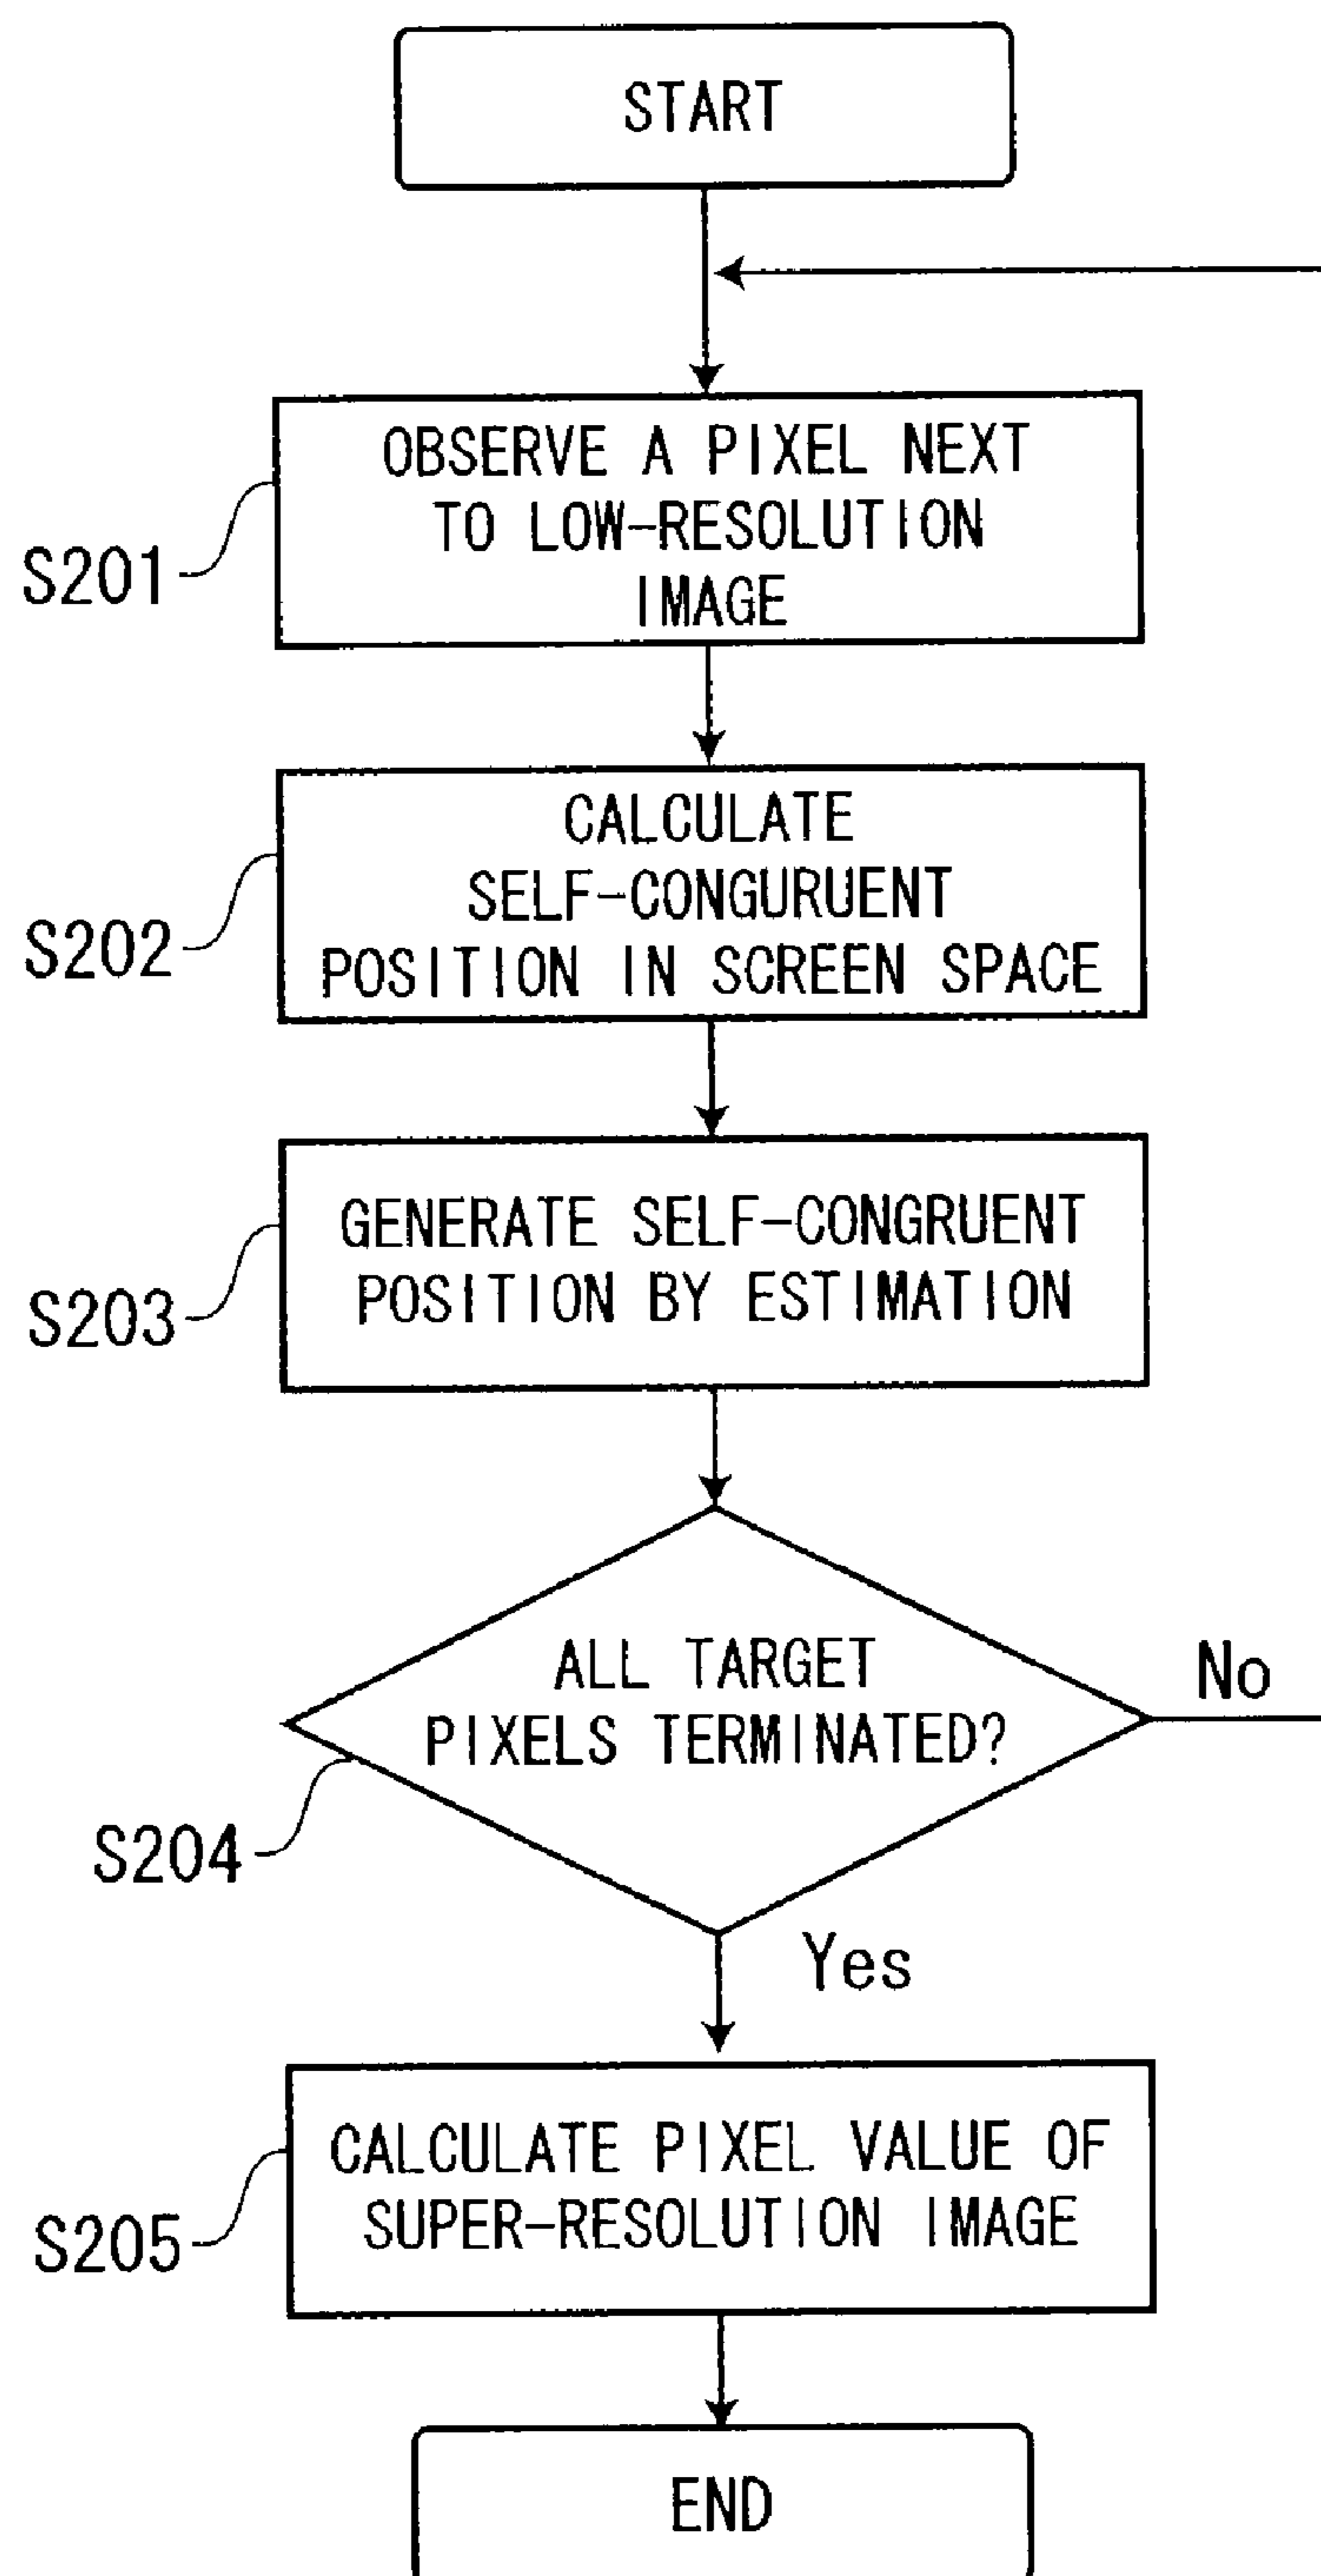 START
OBSERVE A PIXEL NEXT
TO LOW-RESOLUTION
IMAGE
S201
CALCULATE
SELF-CONGURUENT
POSITION IN SCREEN SPACE
S202
GENERATE SELF-CONGRUENT
POSITION BY ESTIMATION
S203
ALL TARGET
PIXELS TERMINATED?
No
S204
Yes
CALCULATE PIXEL VALUE OF
SUPER-RESOLUTION IMAGE
S205
END